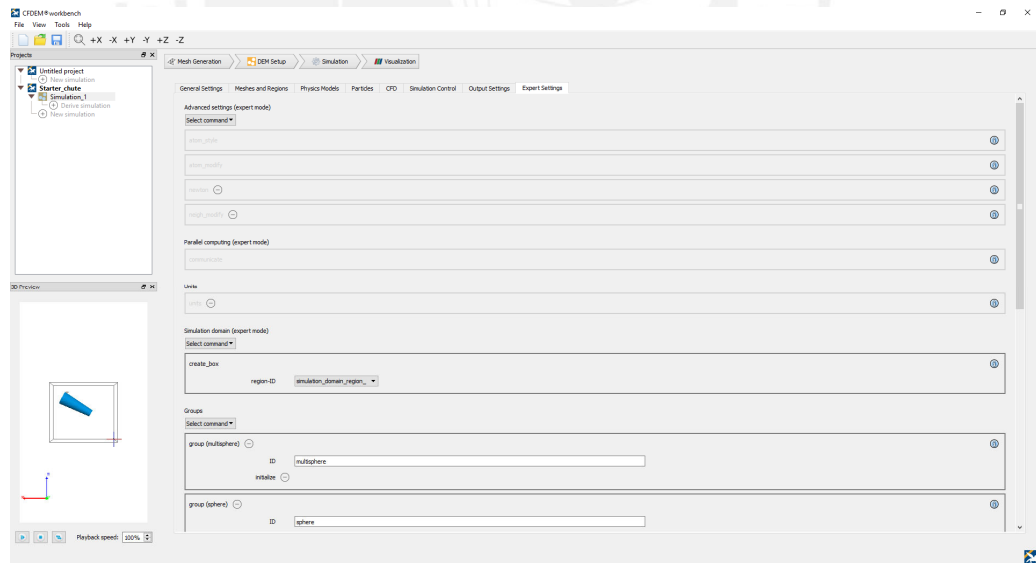 CFDEM® workbench
File View Tools Help
+X -X +Y -Y +Z -Z
Projects
Untitled project
New simulation
Starter_chute
Simulation_1
Derive simulation
New simulation
3D Preview
Playback speed: 100%
Mesh Generation DEM Setup Simulation Visualization
General Settings Meshes and Regions Physics Models Particles CFD Simulation Control Output Settings Expert Settings
Advanced settings (expert mode)
Select command
atom_style
atom_modify
newton
neigh_modify
Parallel computing (expert mode)
communicate
Units
units
Simulation domain (expert mode)
Select command
create_box
region-ID simulation_domain_region_
Groups
Select command
group (multisphere)
ID multisphere
initialize
group (sphere)
ID sphere